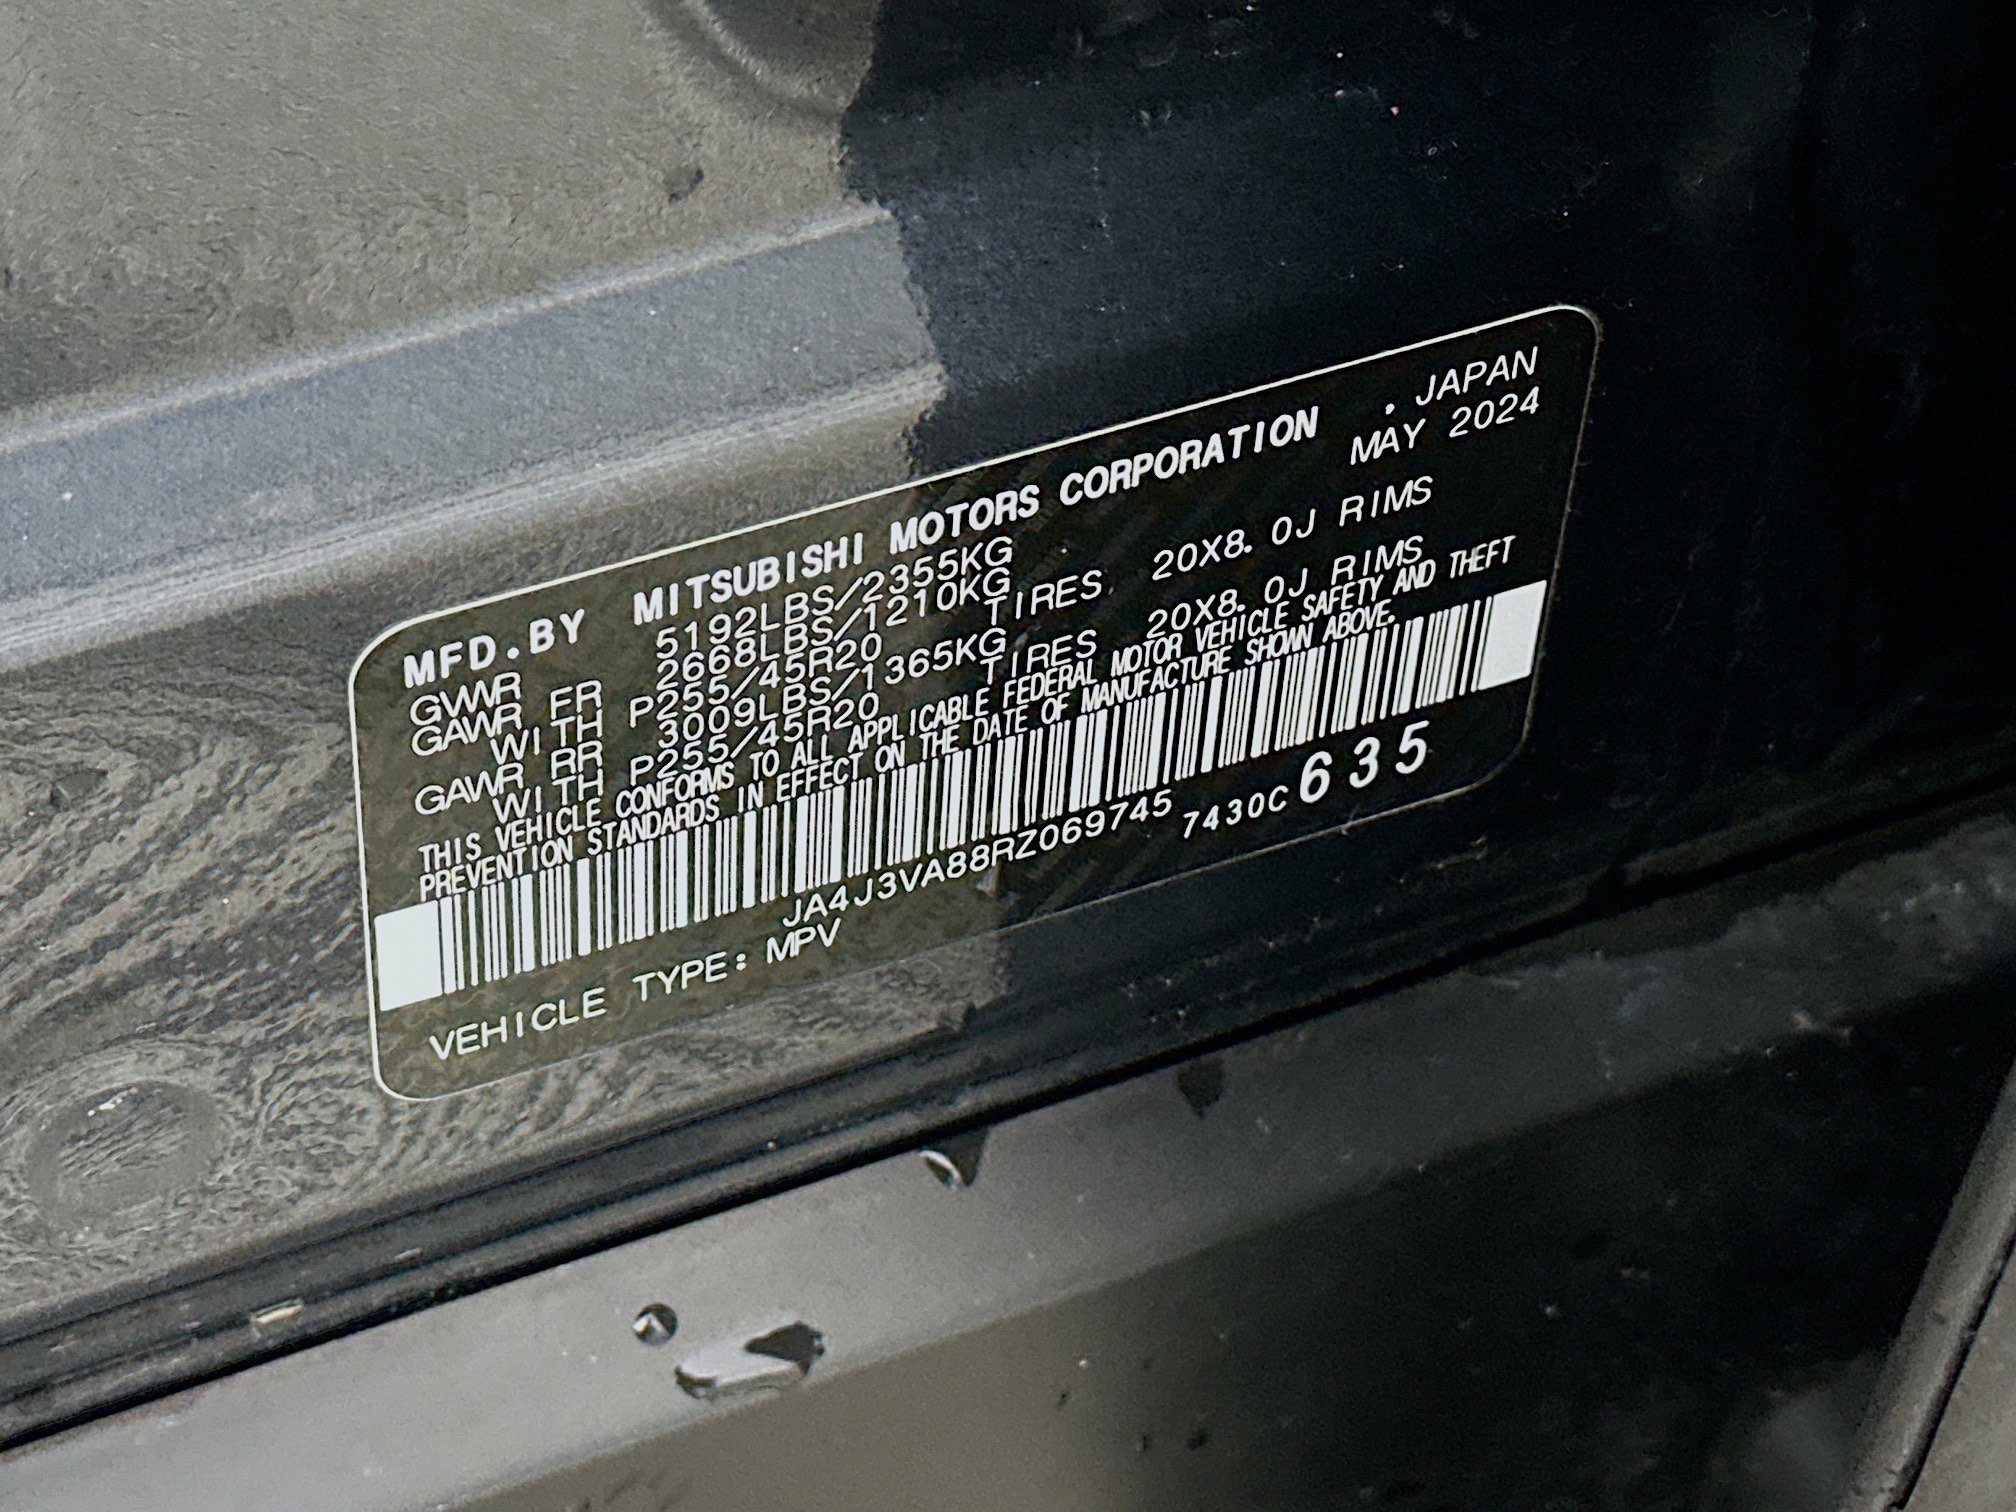 MFD.BY MITSUBISHI MOTORS CORPORATION . JAPAN
MAY 2024
GVWR 5192LBS/2355KG
GAWR FR 2668LBS/1210KG
WITH P255/45R20 TIRES, 20X8.0J RIMS
GAWR RR 3009LBS/1365KG,
WITH P255/45R20 TIRES 20X8.0J RIMS
THIS VEHICLE CONFORMS TO ALL APPLICABLE FEDERAL MOTOR VEHICLE SAFETY AND THEFT
PREVENTION STANDARDS IN EFFECT ON THE DATE OF MANUFACTURE SHOWN ABOVE.
JA4J3VA88RZ069745 7430C 635
VEHICLE TYPE: MPV